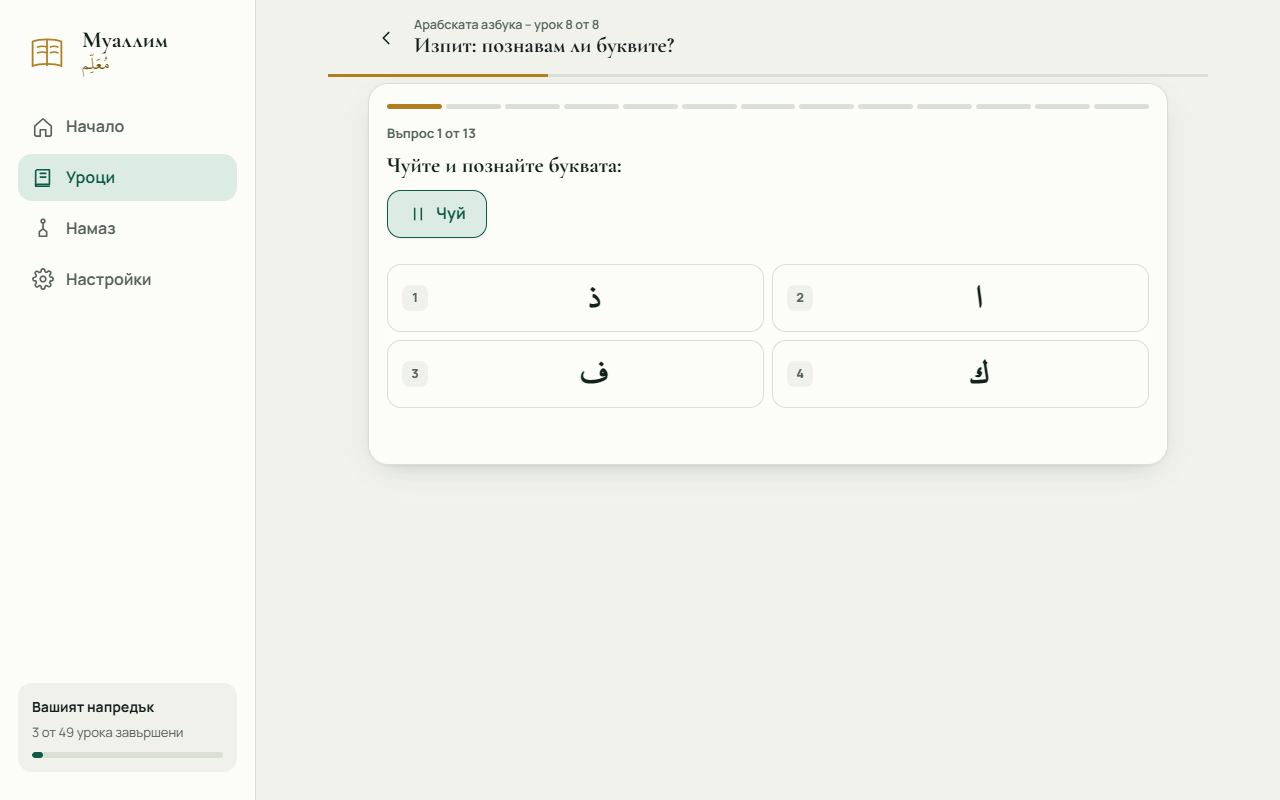 Муаллим
مُعَلِّم
Начало
Уроци
Намаз
Настройки
Вашият напредък
3 от 49 урока завършени
Арабската азбука – урок 8 от 8
Изпит: познавам ли буквите?
Въпрос 1 от 13
Чуйте и познайте буквата:
Чуй
1 ذ
2 ا
3 ف
4 ك